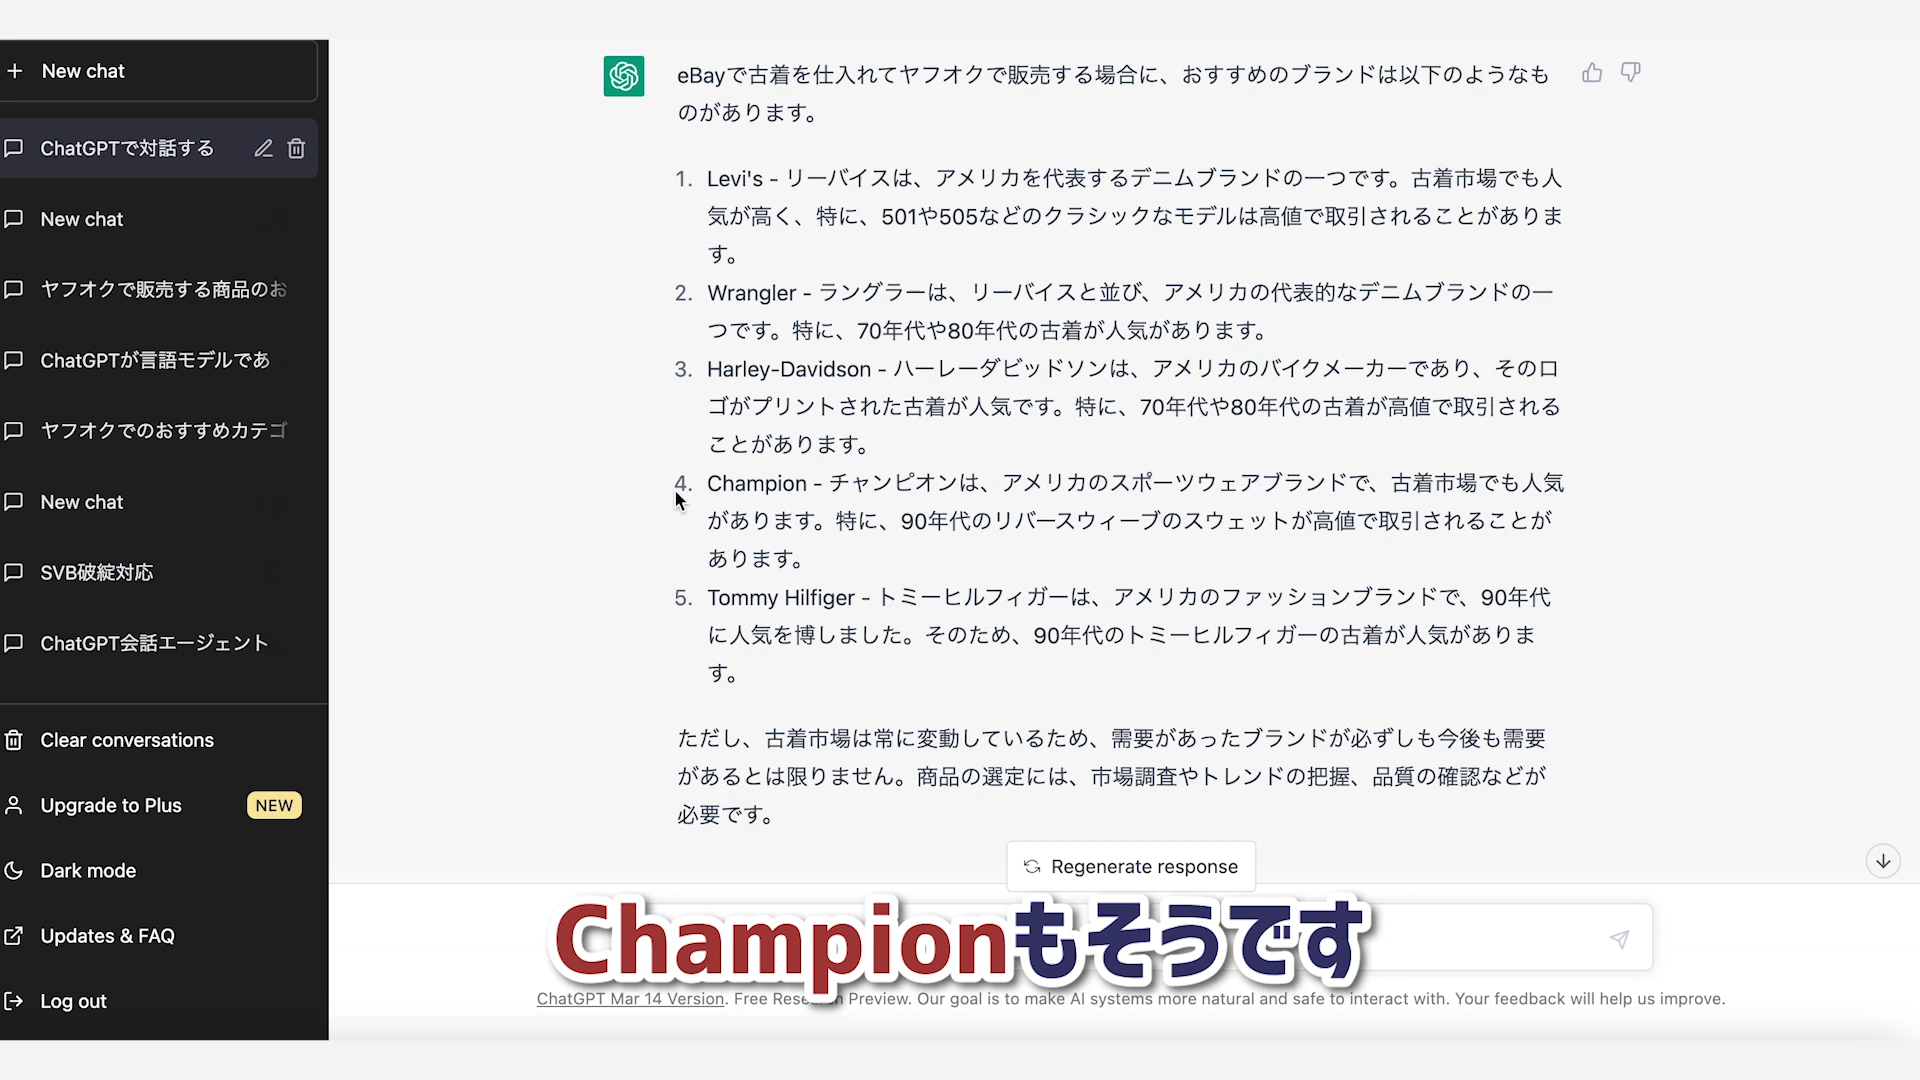 New chat
ChatGPTで対話する
New chat
ヤフオクで販売する商品のお
ChatGPTが言語モデルであ
ヤフオクでのおすすめカテゴ
New chat
SVB破綻対応
ChatGPT会話エージェント
Clear conversations
Upgrade to Plus NEW
Dark mode
Updates & FAQ
Log out
eBayで古着を仕入れてヤフオクで販売する場合に、おすすめのブランドは以下のようなも
のがあります。
1. Levi's - リーバイスは、アメリカを代表するデニムブランドの一つです。古着市場でも人
気が高く、特に、501や505などのクラシックなモデルは高値で取引されることがありま
す。
2. Wrangler - ラングラーは、リーバイスと並び、アメリカの代表的なデニムブランドの一
つです。特に、70年代や80年代の古着が人気があります。
3. Harley-Davidson - ハーレーダビッドソンは、アメリカのバイクメーカーであり、そのロ
ゴがプリントされた古着が人気です。特に、70年代や80年代の古着が高値で取引される
ことがあります。
4. Champion - チャンピオンは、アメリカのスポーツウェアブランドで、古着市場でも人気
があります。特に、90年代のリバースウィーブのスウェットが高値で取引されることが
あります。
5. Tommy Hilfiger - トミーヒルフィガーは、アメリカのファッションブランドで、90年代
に人気を博しました。そのため、90年代のトミーヒルフィガーの古着が人気がありま
す。
ただし、古着市場は常に変動しているため、需要があったブランドが必ずしも今後も需要
があるとは限りません。商品の選定には、市場調査やトレンドの把握、品質の確認などが
必要です。
Regenerate response
Championもそうです
ChatGPT Mar 14 Version. Free Research Preview. Our goal is to make AI systems more natural and safe to interact with. Your feedback will help us improve.